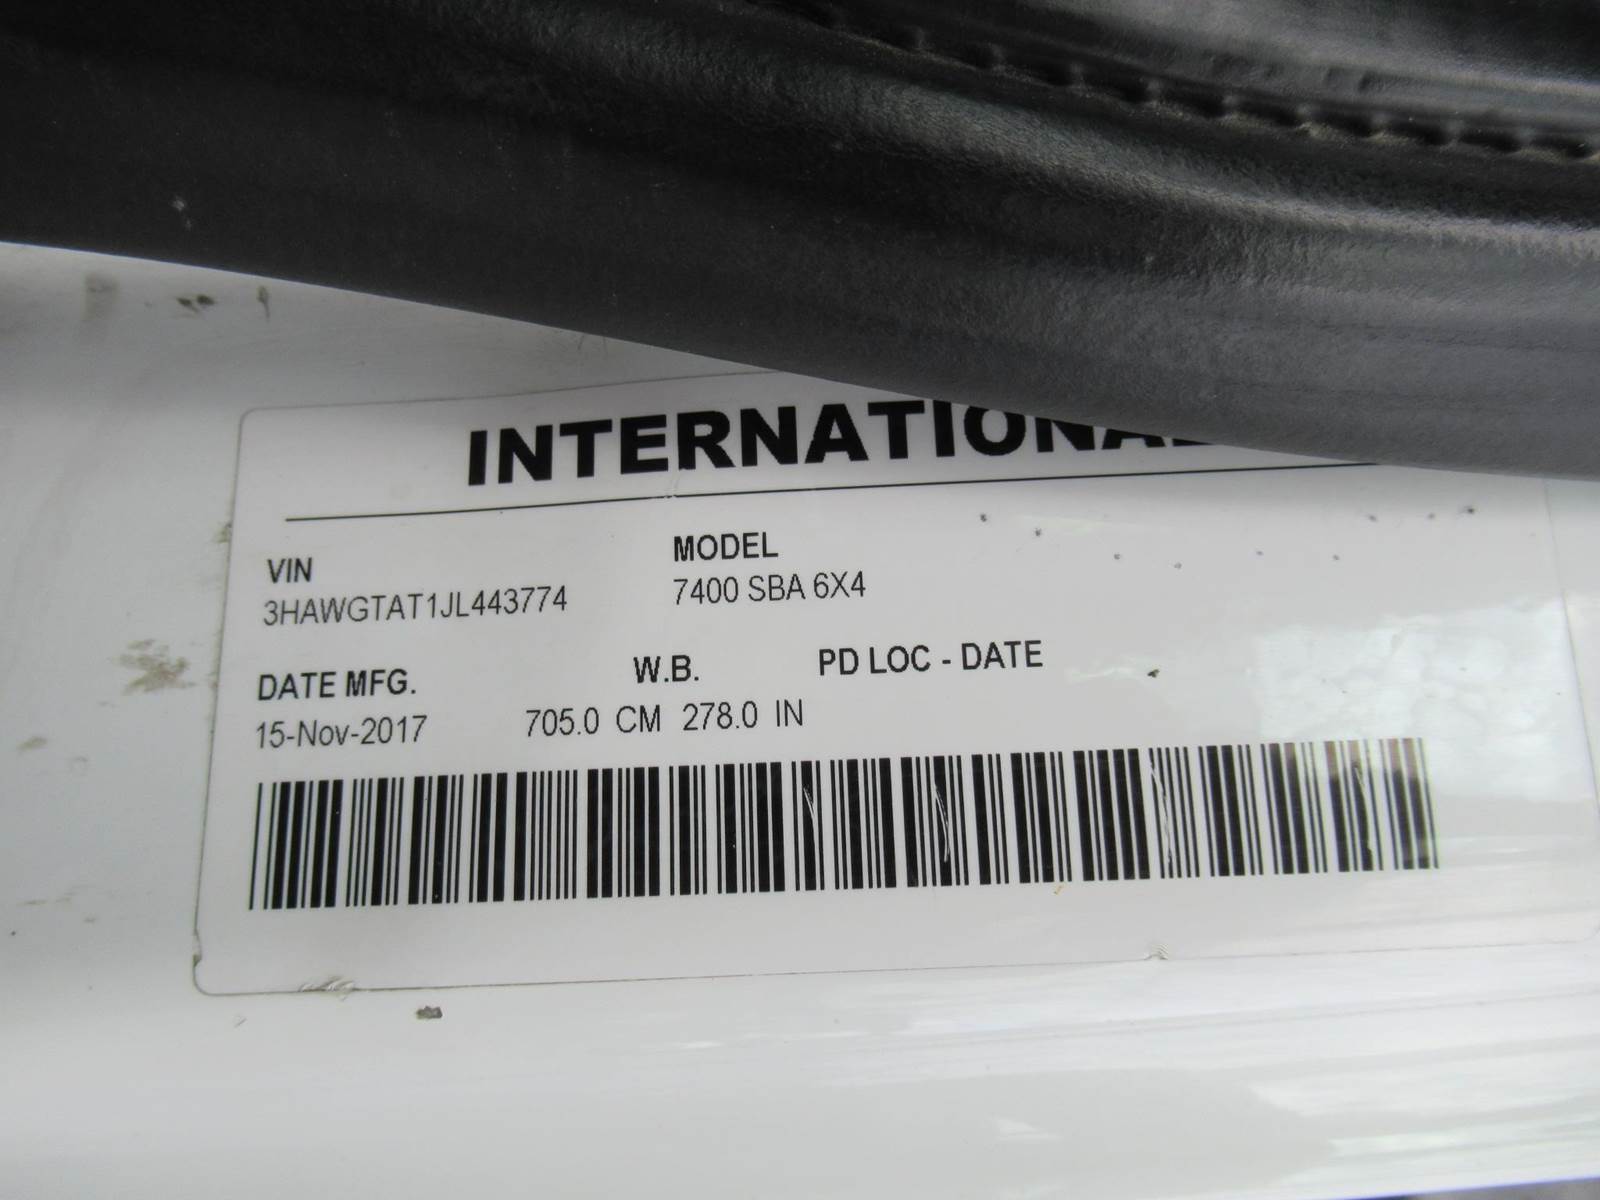 INTERNATIONAL
VIN
3HAWGTAT1JL443774
MODEL
7400 SBA 6X4
DATE MFG.
15-Nov-2017
W.B.
705.0 CM 278.0 IN
PD LOC - DATE